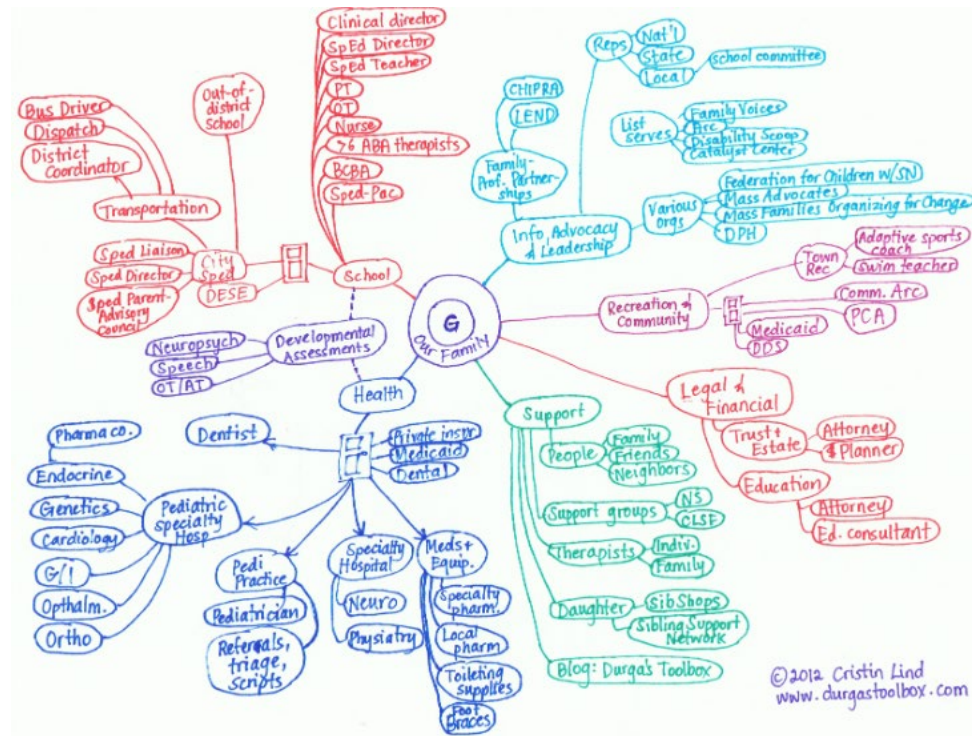 Clinical director
SpEd Director
SpEd Teacher
PT
OT
Nurse
>6 ABA therapists
BCBA
Sped-Pac
School
Out-of-
district
school
Bus Driver
Dispatch
District
Coordinator
Transportation
Sped Liaison
Sped Director
Sped Parent-
Advisory
Council
City
Sped
DESE
Neuropsych
Speech
OT/AT
Developmental
Assessments
G
Our Family
Reps
Nat'l
State
Local
school committee
CHIPRA
LEND
Family-
Prof. Partner-
ships
List
serves
Family Voices
Arc
Disability Scoop
Catalyst Center
Info, Advocacy
& Leadership
Various
Orgs
Federation for Children w/SN
Mass Advocates
Mass Families Organizing for Change
DPH
Recreation &
Community
Town
Rec
Adaptive sports
coach
swim teacher
Comm. Arc
PCA
Medicaid
DDS
Legal &
Financial
Trust &
Estate
Attorney
$ Planner
Education
Attorney
Ed. consultant
Support
People
Family
Friends
Neighbors
Support groups
NS
CLSF
Therapists
Indiv.
Family
Daughter
SibShops
Sibling Support
Network
Blog: Durga's Toolbox
Health
Dentist
Private insur
Medicaid
Dental
Pharma co.
Endocrine
Genetics
Cardiology
G/I
Opthalm.
Ortho
Pediatric
specialty
Hosp
Pedi
Practice
Pediatrician
Referrals,
triage,
scripts
Specialty
Hospital
Neuro
Physiatry
Meds &
Equip.
Specialty
pharm.
Local
pharm
Toileting
supplies
Foot
Braces
©2012 Cristin Lind
www.durgastoolbox.com